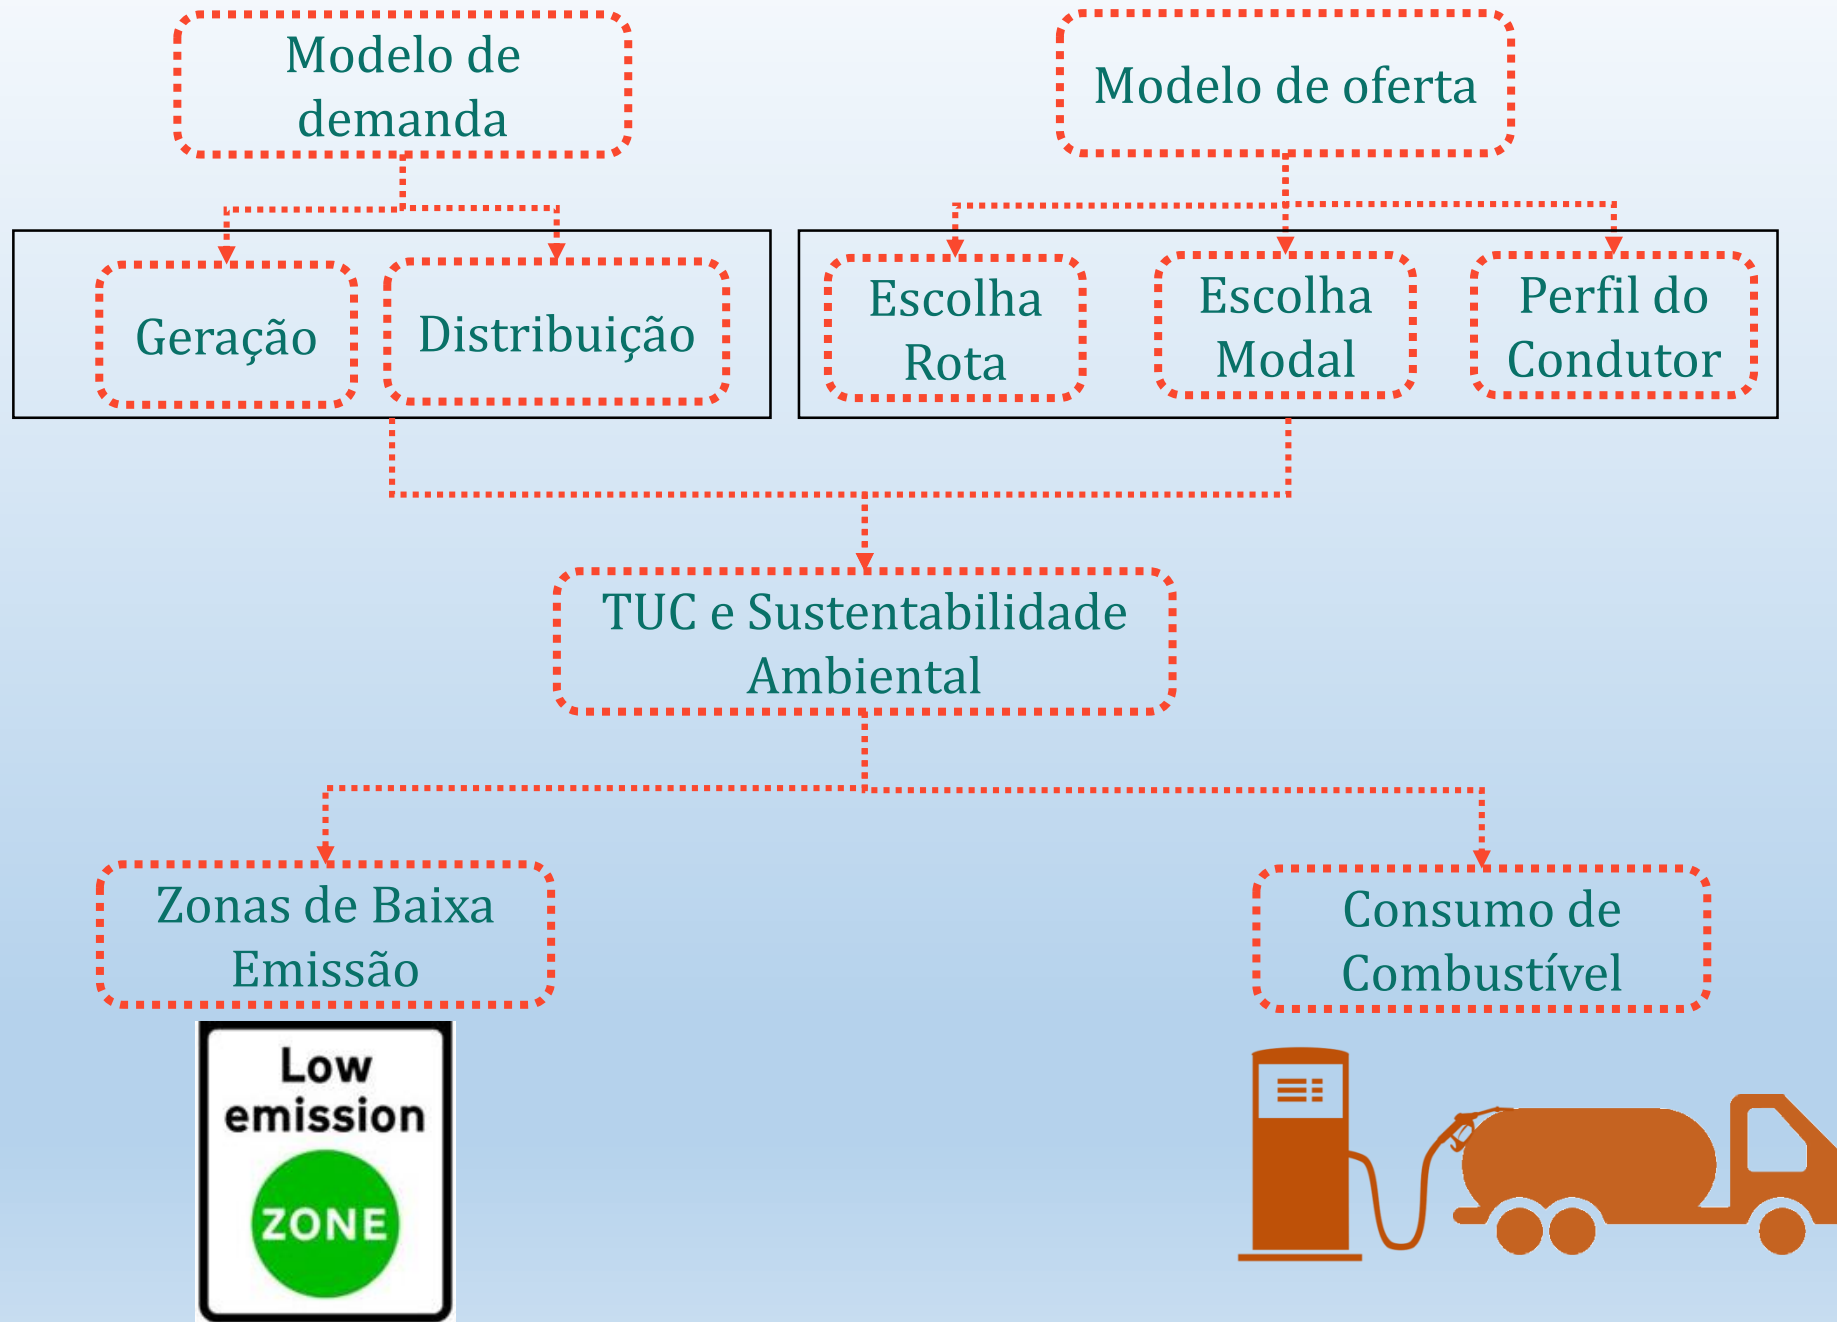 Modelo de
demanda
Modelo de oferta
Geração
Distribuição
Escolha
Rota
Escolha
Modal
Perfil do
Condutor
TUC e Sustentabilidade
Ambiental
Zonas de Baixa
Emissão
Consumo de
Combustível
Low
emission
ZONE